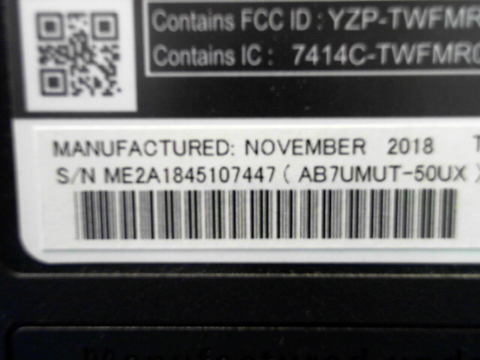 Contains FCC ID : YZP-TWFMR
Contains IC : 7414C-TWFMR
MANUFACTURED: NOVEMBER 2018 T
S/N ME2A1845107447 ( AB7UMUT-50UX )